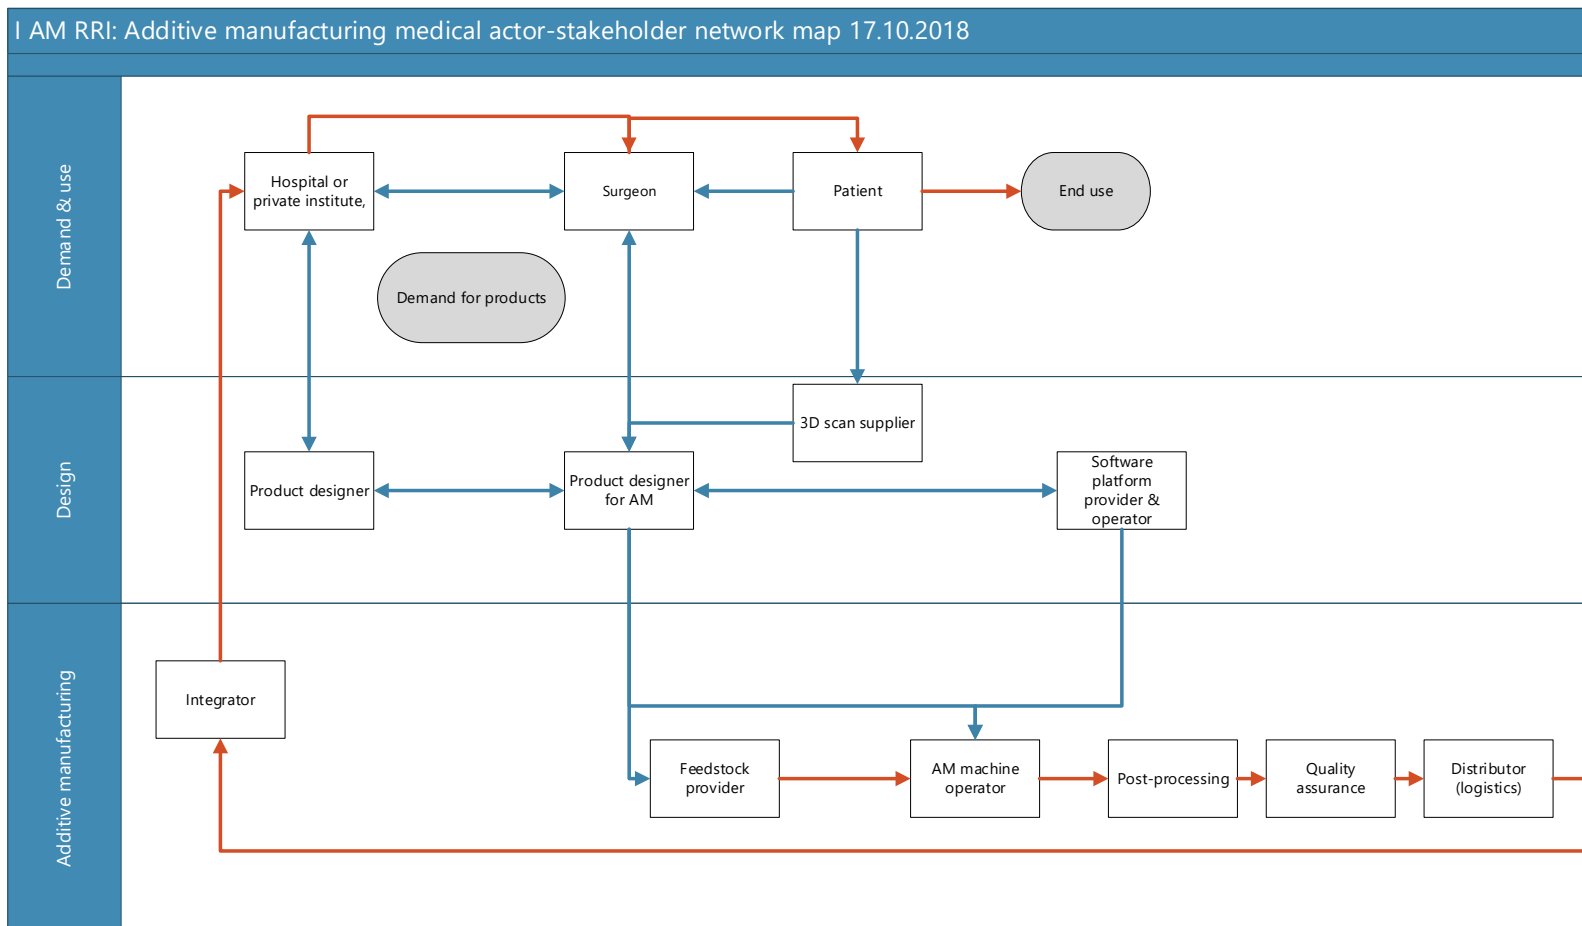 I AM RRI: Additive manufacturing medical actor-stakeholder network map 17.10.2018
Demand & use
Hospital or
private institute,
Surgeon
Patient
End use
Demand for products
Design
3D scan supplier
Product designer
Product designer
for AM
Software
platform
provider &
operator
Additive manufacturing
Integrator
Feedstock
provider
AM machine
operator
Post-processing
Quality
assurance
Distributor
(logistics)